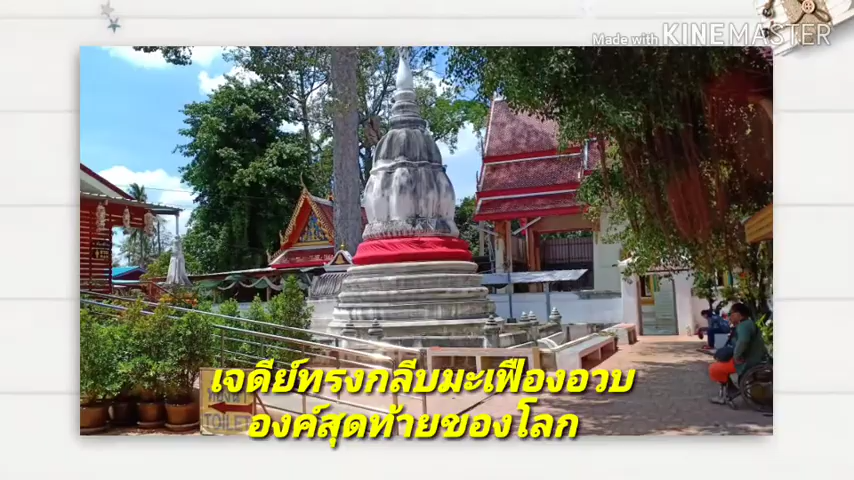 Made with KINEMASTER
เจดีย์ทรงกลีบมะเฟืองอวบ
องค์สุดท้ายของโลก
TOILET